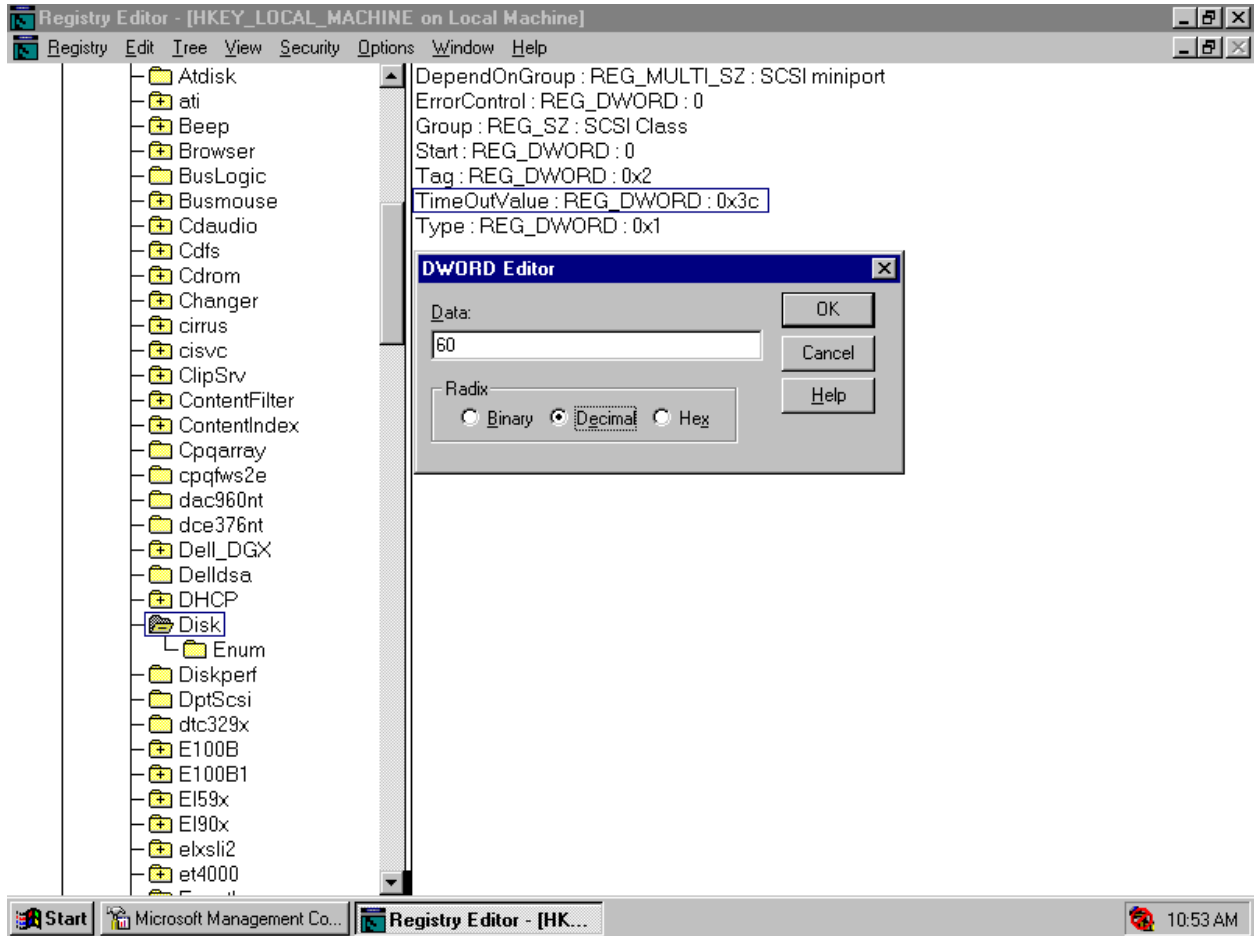 Registry Editor - [HKEY_LOCAL_MACHINE on Local Machine]
Registry Edit Tree View Security Options Window Help
Atdisk
ati
Beep
Browser
BusLogic
Busmouse
Cdaudio
Cdfs
Cdrom
Changer
cirrus
cisvc
ClipSrv
ContentFilter
ContentIndex
Cpqarray
cpqfws2e
dac960nt
dce376nt
Dell_DGX
Delldsa
DHCP
Disk
Enum
Diskperf
DptScsi
dtc329x
E100B
E100B1
El59x
El90x
elxsli2
et4000
DependOnGroup : REG_MULTI_SZ : SCSI miniport
ErrorControl : REG_DWORD : 0
Group : REG_SZ : SCSI Class
Start : REG_DWORD : 0
Tag : REG_DWORD : 0x2
TimeOutValue : REG_DWORD : 0x3c
Type : REG_DWORD : 0x1
DWORD Editor
Data:
60
Radix
Binary Decimal Hex
OK
Cancel
Help
Start Microsoft Management Co... Registry Editor - [HK... 10:53 AM